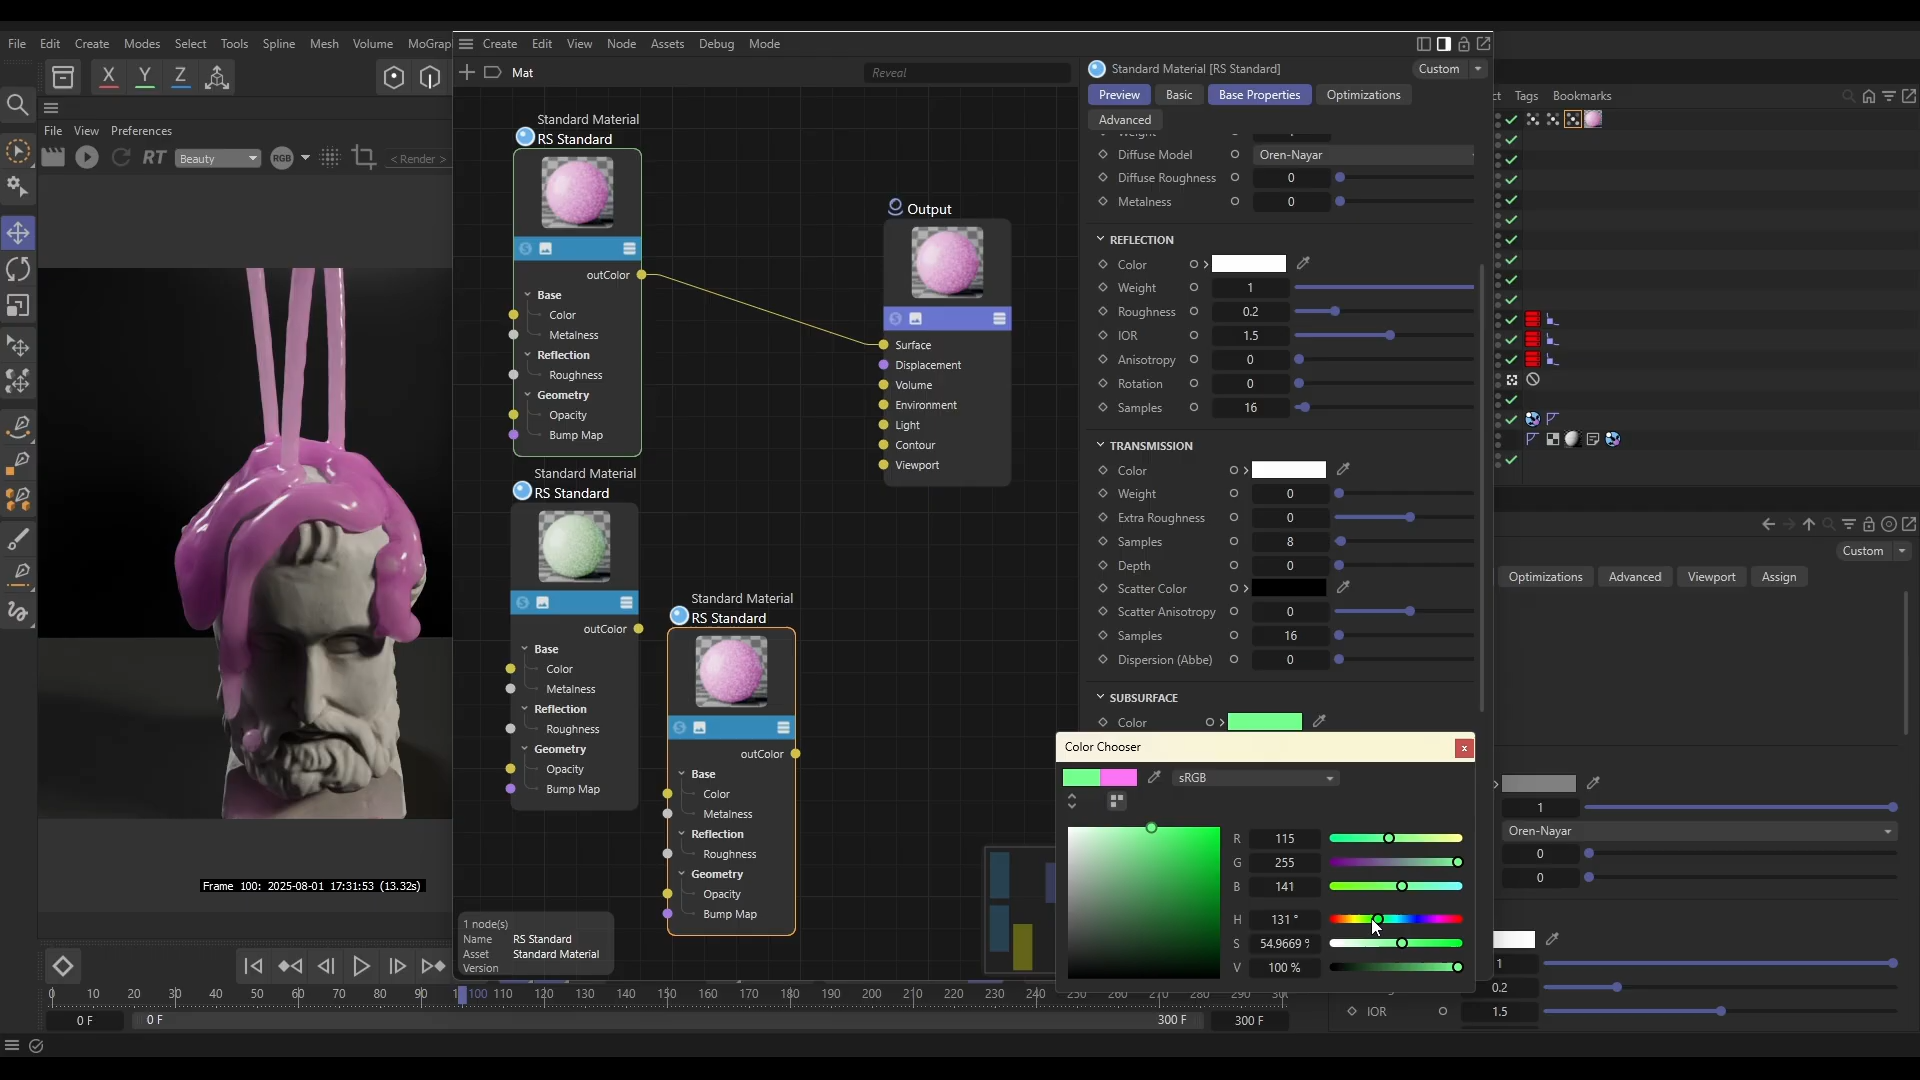 File Edit Create Modes Select Tools Spline Mesh Volume MoGrap
Create Edit View Node Assets Debug Mode
Mat
Reveal
Standard Material [RS Standard]
Custom
Preview Basic Base Properties Optimizations
Advanced
Tags Bookmarks
X Y Z
File View Preferences
RT Beauty RGB < Render >
Frame 100: 2025-08-01 17:31:53 (13.32s)
Standard Material
RS Standard
outColor
Base
Color
Metalness
Reflection
Roughness
Geometry
Opacity
Bump Map
Output
Surface
Displacement
Volume
Environment
Light
Contour
Viewport
Standard Material
RS Standard
outColor
Base
Color
Metalness
Reflection
Roughness
Geometry
Opacity
Bump Map
Standard Material
RS Standard
outColor
Base
Color
Metalness
Reflection
Roughness
Geometry
Opacity
Bump Map
1 node(s)
Name RS Standard
Asset Standard Material
Version
Diffuse Model Oren-Nayar
Diffuse Roughness 0
Metalness 0
REFLECTION
Color
Weight 1
Roughness 0.2
IOR 1.5
Anisotropy 0
Rotation 0
Samples 16
TRANSMISSION
Color
Weight 0
Extra Roughness 0
Samples 8
Depth 0
Scatter Color
Scatter Anisotropy 0
Samples 16
Dispersion (Abbe) 0
SUBSURFACE
Color
Color Chooser
x
sRGB
R 115
G 255
B 141
H 131 °
S 54.9669
V 100 %
Custom
Optimizations Advanced Viewport Assign
1
Oren-Nayar
0
0
1
0.2
IOR 1.5
0 10 20 30 40 50 60 70 80 90 100 110 120 130 140 150 160 170 180 190 200 210 220 230 240 250 260 270 280 290
0 F 0 F 300 F 300 F